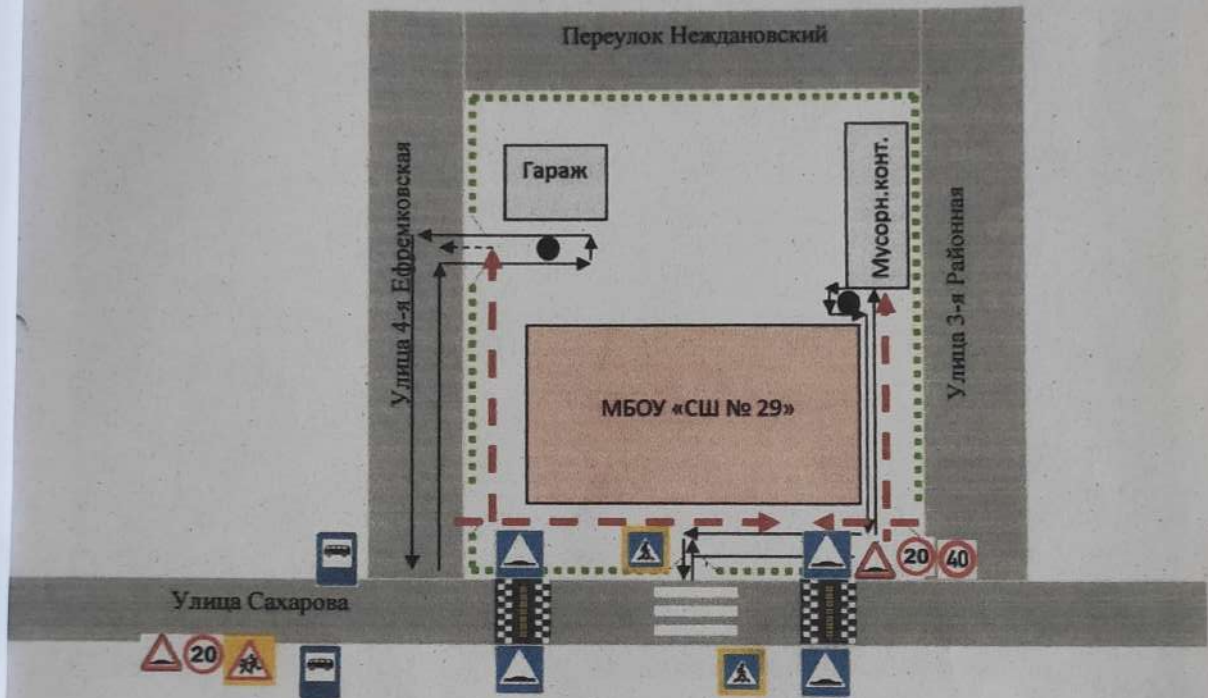 Переулок Неждановский
Гараж
Мусорн.конт.
Улица 4-я Ефремковская
Улица 3-я Районная
МБОУ «СШ № 29»
20
40
Улица Сахарова
20